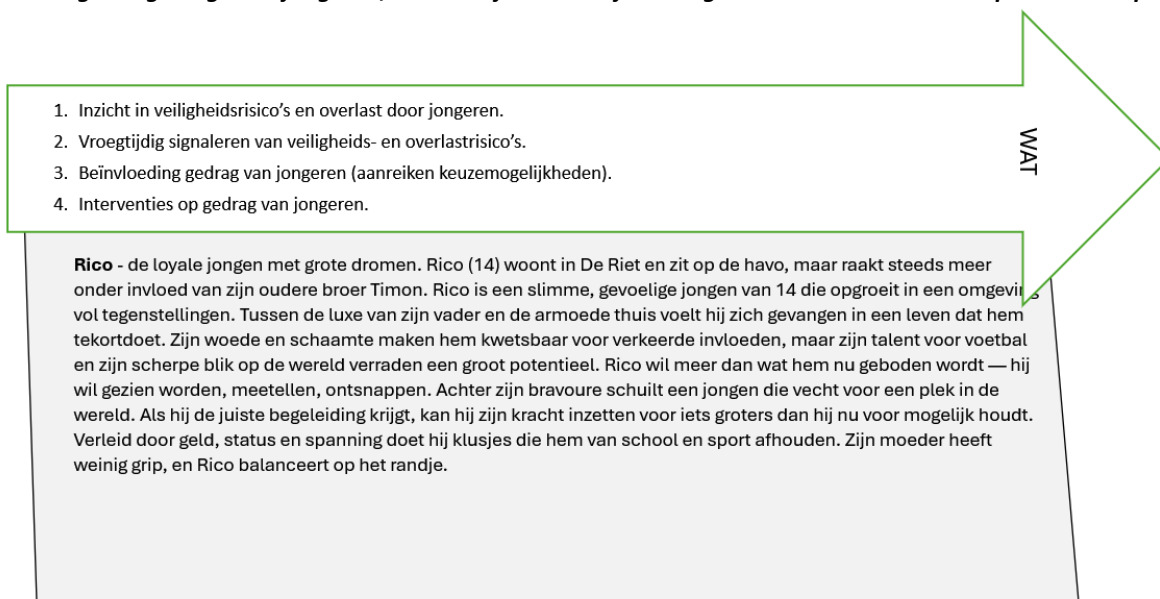 1. Inzicht in veiligheidsrisico’s en overlast door jongeren.
2. Vroegtijdig signaleren van veiligheids- en overlastrisico’s.
3. Beïnvloeding gedrag van jongeren (aanreiken keuzemogelijkheden).
4. Interventies op gedrag van jongeren.
WAT
Rico - de loyale jongen met grote dromen. Rico (14) woont in De Riet en zit op de havo, maar raakt steeds meer
onder invloed van zijn oudere broer Timon. Rico is een slimme, gevoelige jongen van 14 die opgroeit in een omgeving
vol tegenstellingen. Tussen de luxe van zijn vader en de armoede thuis voelt hij zich gevangen in een leven dat hem
tekortdoet. Zijn woede en schaamte maken hem kwetsbaar voor verkeerde invloeden, maar zijn talent voor voetbal
en zijn scherpe blik op de wereld verraden een groot potentieel. Rico wil meer dan wat hem nu geboden wordt — hij
wil gezien worden, meetellen, ontsnappen. Achter zijn bravoure schuilt een jongen die vecht voor een plek in de
wereld. Als hij de juiste begeleiding krijgt, kan hij zijn kracht inzetten voor iets groters dan hij nu voor mogelijk houdt.
Verleid door geld, status en spanning doet hij klusjes die hem van school en sport afhouden. Zijn moeder heeft
weinig grip, en Rico balanceert op het randje.